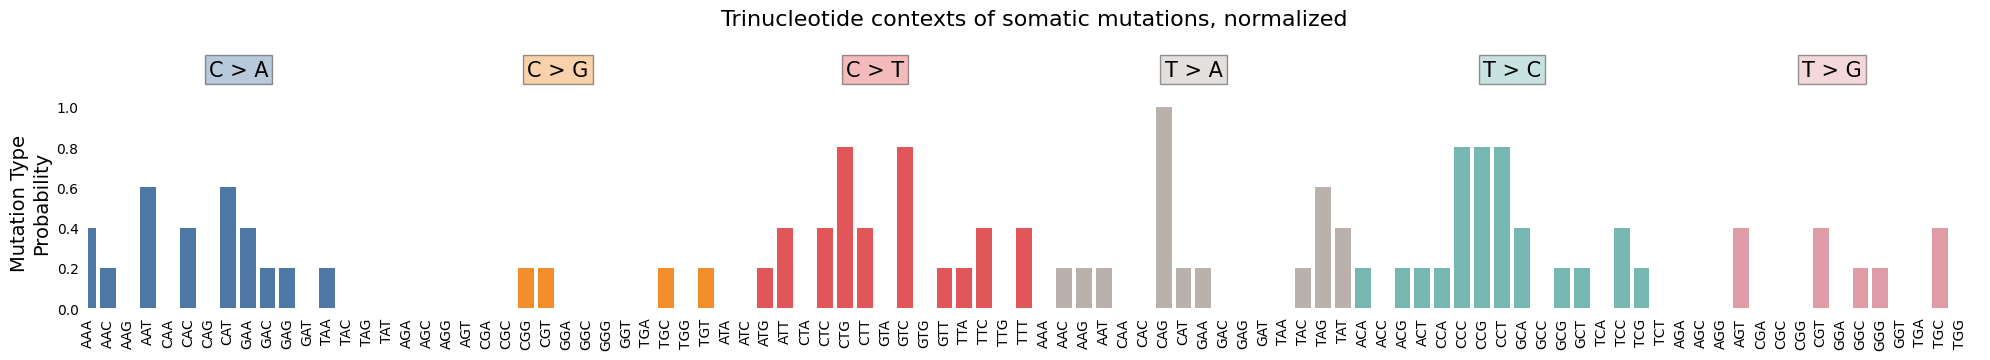 Trinucleotide contexts of somatic mutations, normalized
C > A C > G C > T T > A T > C T > G
Mutation Type
Probability
1.0
0.8
0.6
0.4
0.2
0.0
AAA AAC AAG AAT CAA CAC CAG CAT GAA GAC GAG GAT TAA TAC TAG TAT AGA AGC AGG AGT CGA CGC CGG CGT GGA GGC GGG GGT TGA TGC TGG TGT ATA ATC ATG ATT CTA CTC CTG CTT GTA GTC GTG GTT TTA TTC TTG TTT AAA AAC AAG AAT CAA CAC CAG CAT GAA GAC GAG GAT TAA TAC TAG TAT ACA ACC ACG ACT CCA CCC CCG CCT GCA GCC GCG GCT TCA TCC TCG TCT AGA AGC AGG AGT CGA CGC CGG CGT GGA GGC GGG GGT TGA TGC TGG